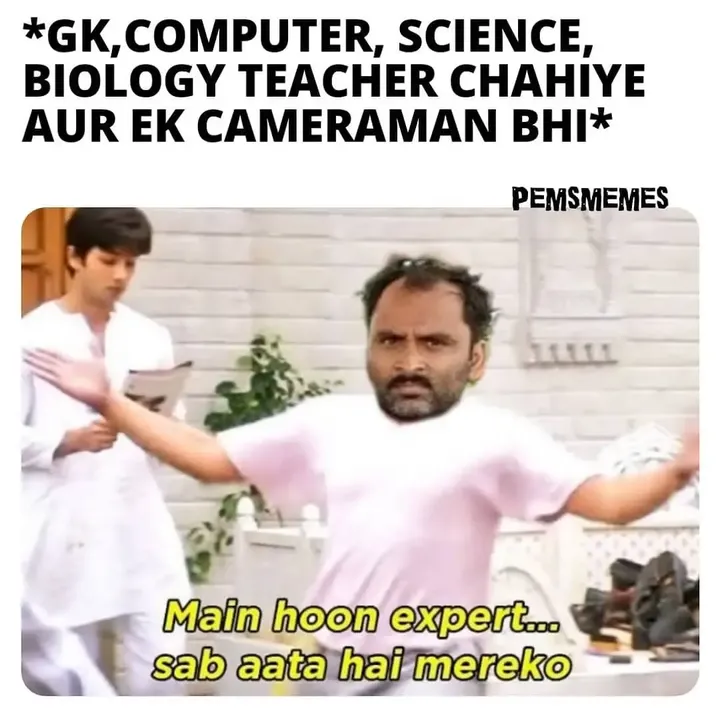 *GK,COMPUTER, SCIENCE,
BIOLOGY TEACHER CHAHIYE
AUR EK CAMERAMAN BHI*
PEMSMEMES
Main hoon expert...
sab aata hai mereko